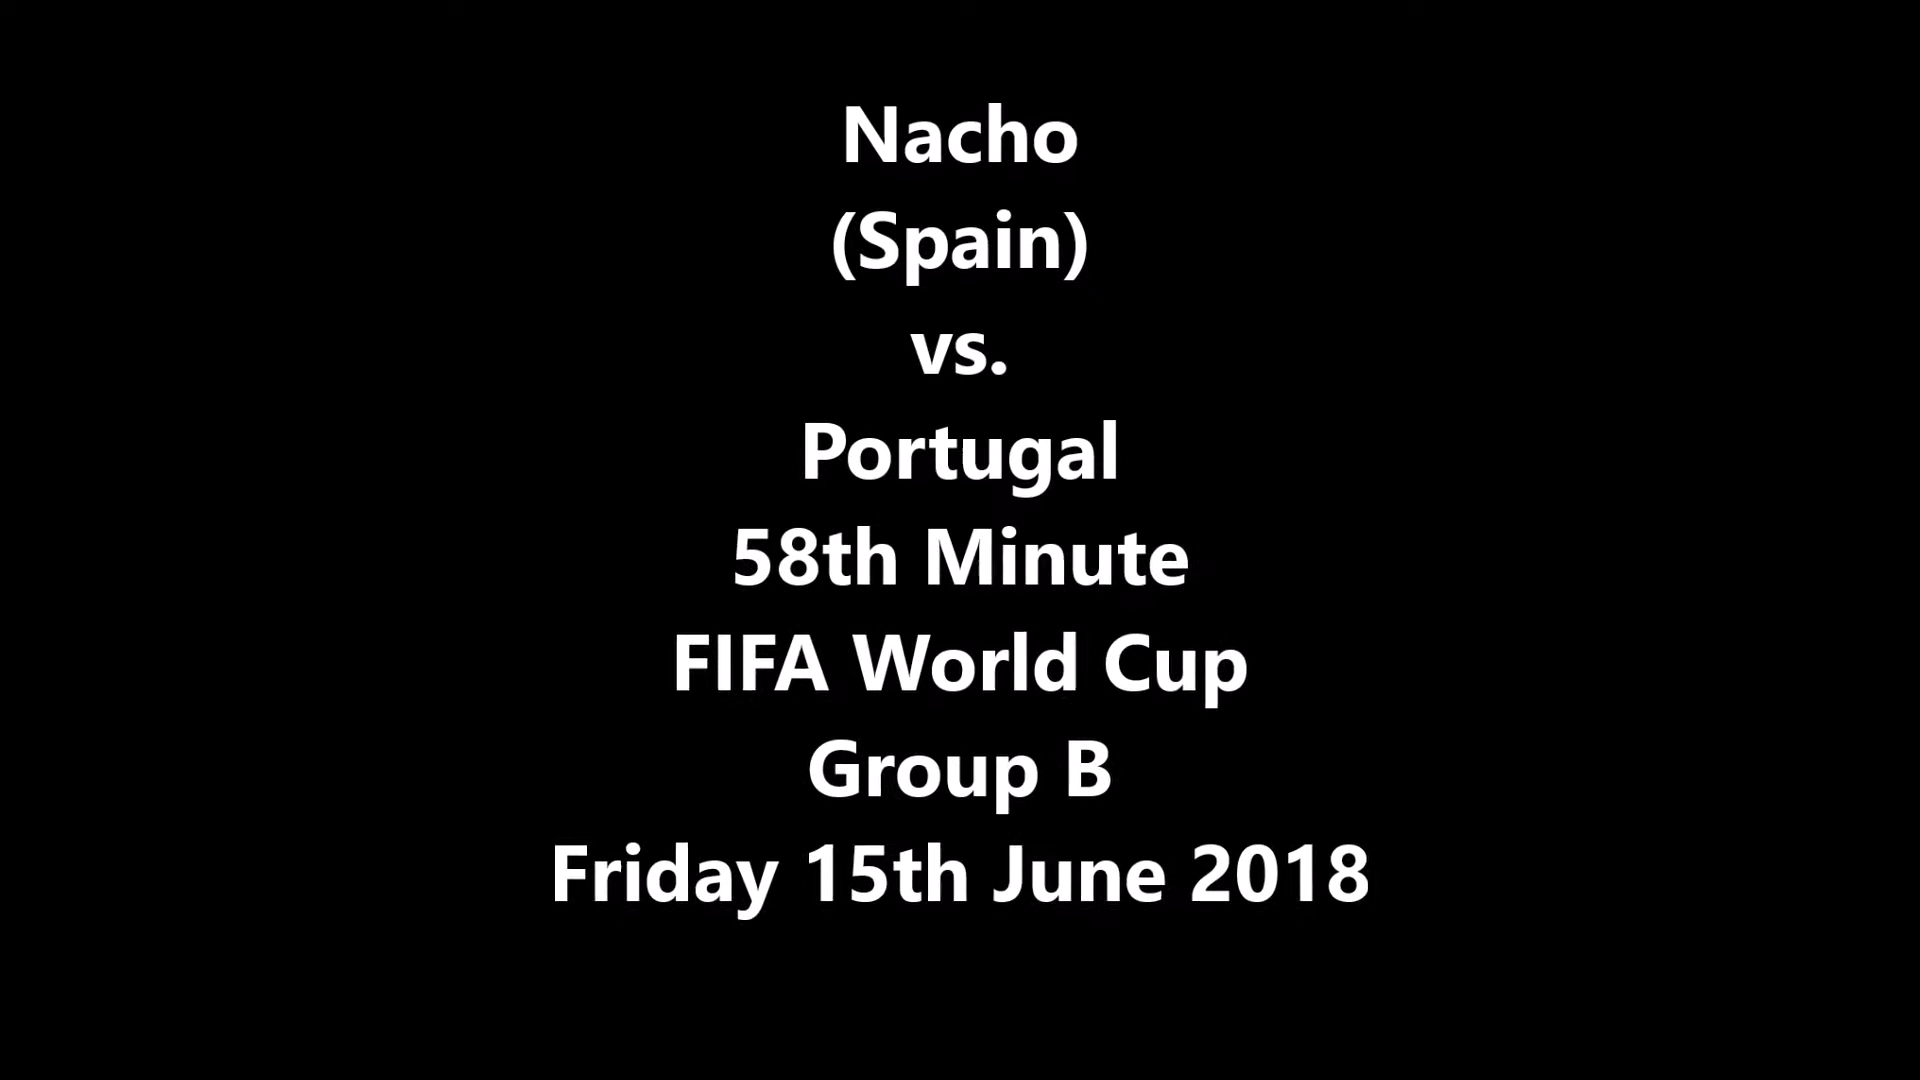 Nacho
(Spain)
vs.
Portugal
58th Minute
FIFA World Cup
Group B
Friday 15th June 2018